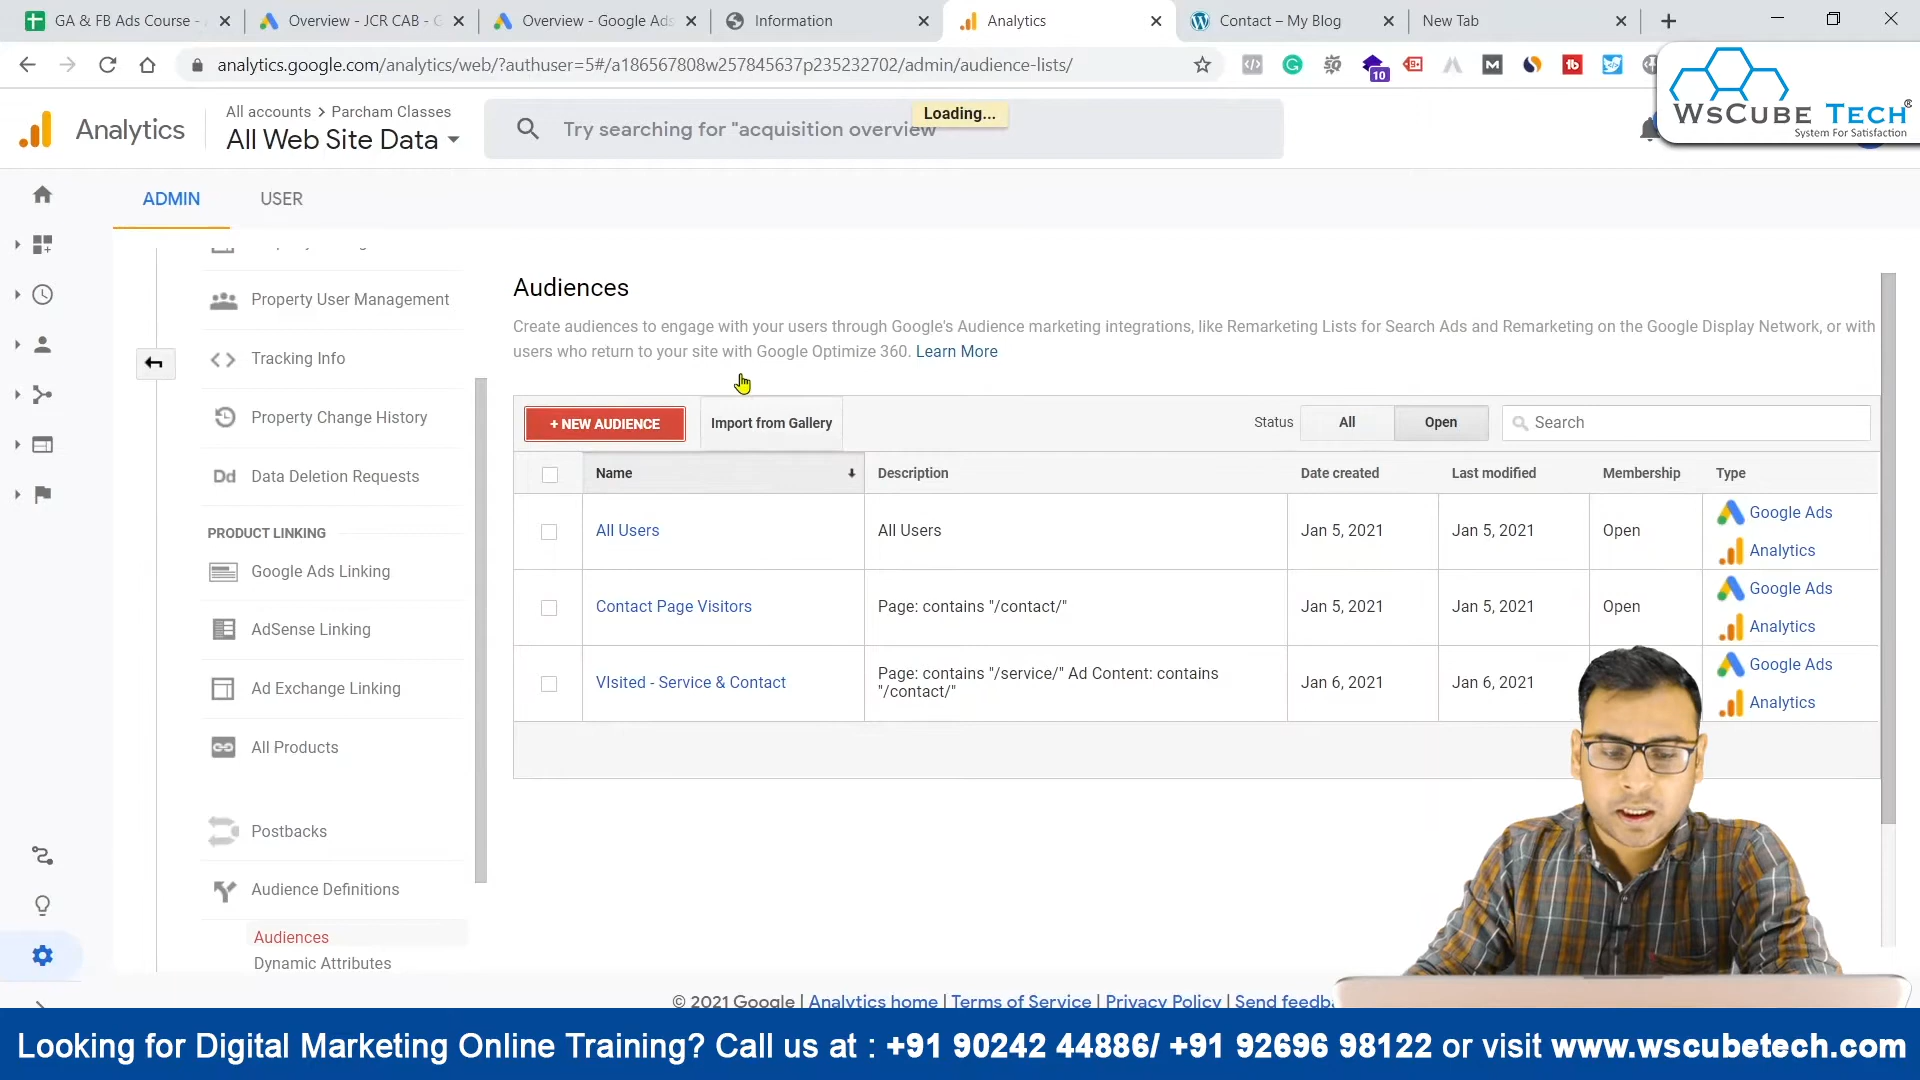 GA & FB Ads Course -
Overview - JCR CAB - G
Overview - Google Ads
Information
Analytics
Contact – My Blog
New Tab
analytics.google.com/analytics/web/?authuser=5#/a186567808w257845637p235232702/admin/audience-lists/
10
WsCube Tech®
System For Satisfaction
Analytics
All accounts > Parcham Classes
All Web Site Data
Try searching for "acquisition overview"
Loading...
ADMIN
USER
Property User Management
Tracking Info
Property Change History
Dd Data Deletion Requests
PRODUCT LINKING
Google Ads Linking
AdSense Linking
Ad Exchange Linking
All Products
Postbacks
Audience Definitions
Audiences
Dynamic Attributes
Audiences
Create audiences to engage with your users through Google's Audience marketing integrations, like Remarketing Lists for Search Ads and Remarketing on the Google Display Network, or with
users who return to your site with Google Optimize 360. Learn More
+ NEW AUDIENCE
Import from Gallery
Status
All
Open
Search
Name
Description
Date created
Last modified
Membership
Type
All Users
All Users
Jan 5, 2021
Jan 5, 2021
Open
Google Ads
Analytics
Contact Page Visitors
Page: contains "/contact/"
Jan 5, 2021
Jan 5, 2021
Open
Google Ads
Analytics
VIsited - Service & Contact
Page: contains "/service/" Ad Content: contains
"/contact/"
Jan 6, 2021
Jan 6, 2021
Google Ads
Analytics
© 2021 Google | Analytics home | Terms of Service | Privacy Policy | Send
Looking for Digital Marketing Online Training? Call us at : +91 90242 44886/ +91 92696 98122 or visit www.wscubetech.com